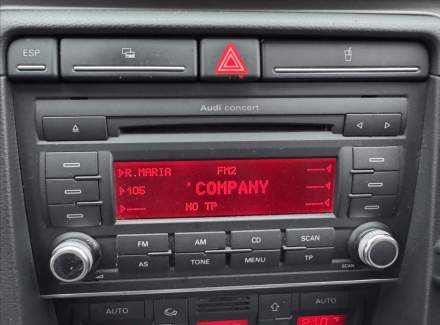 ESP
Audi concert
R.MARIA FM2
105 'COMPANY
NO TP
FM AM CD SCAN
AS TONE MENU TP
SCAN
AUTO AUTO